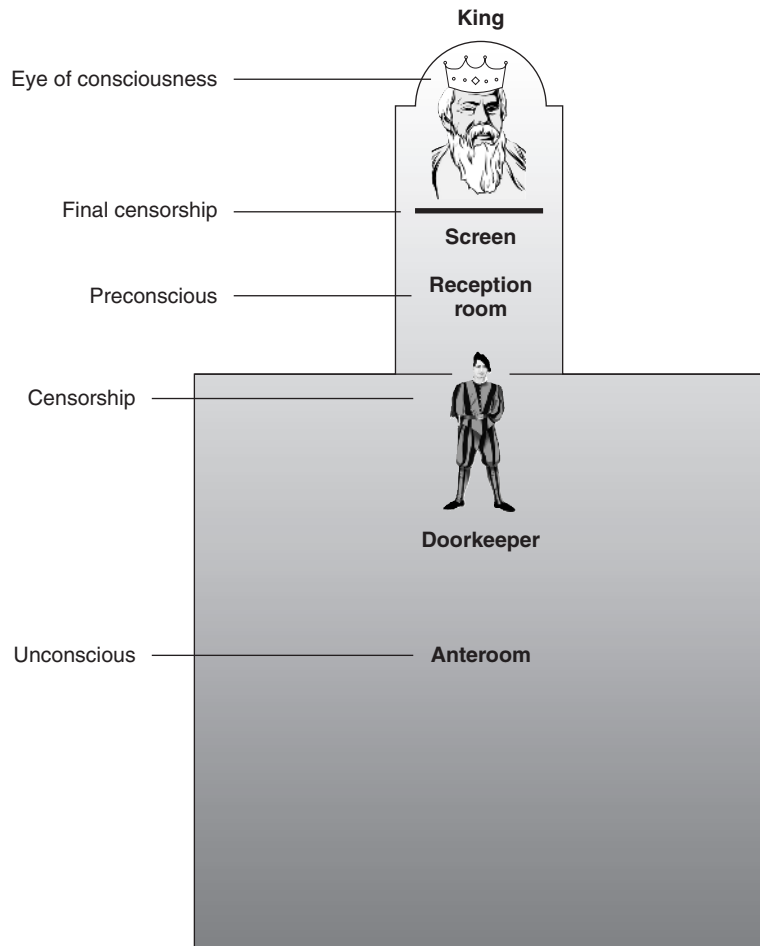 King
Eye of consciousness
Final censorship
Screen
Preconscious
Reception
room
Censorship
Doorkeeper
Unconscious
Anteroom